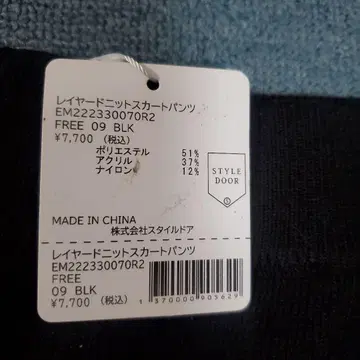 レイヤードニットスカートパンツ
EM222330070R2
FREE 09 BLK
¥7,700 (税込)
ポリエステル 51%
アクリル 37%
ナイロン 12%
STYLE
DOOR
MADE IN CHINA
株式会社スタイルドア
レイヤードニットスカートパンツ
EM222330070R2
FREE
09 BLK
¥7,700 (税込)
1 370000 905629